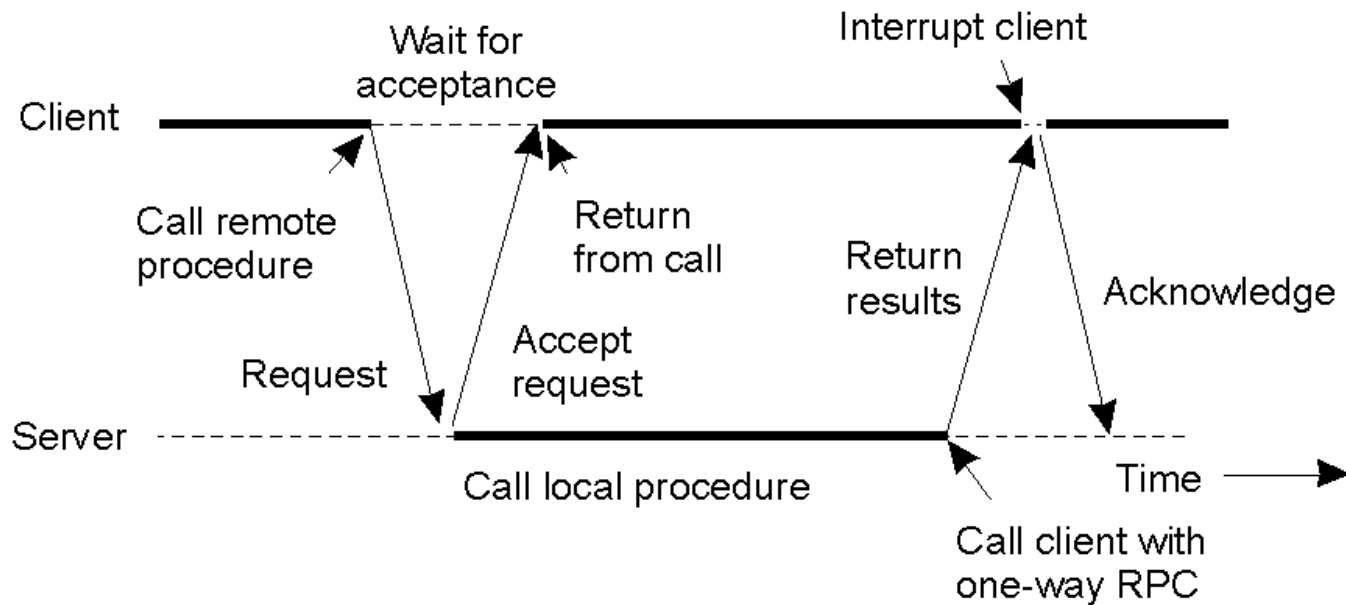 Interrupt client
Wait for
acceptance
Client
Call remote
procedure
Return
from call
Return
results
Acknowledge
Request
Accept
request
Server
Call local procedure
Time
Call client with
one-way RPC